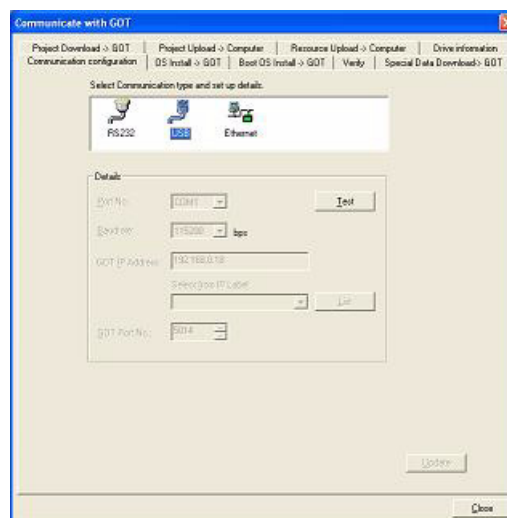 Communicate with GOT
Project Download -> GOT
Project Upload -> Computer
Resource Upload -> Computer
Drive information
Communication configuration
OS Install -> GOT
Boot OS Install -> GOT
Verify
Special Data Download-> GOT
Select Communication type and set up details.
RS232
USB
Ethernet
Details
Port No.
COM1
Test
Baud rate
115200
bps
GOT IP Address
192.168.0.18
Selecting IP Label
List
GOT Port No.:
5014
Update
Close